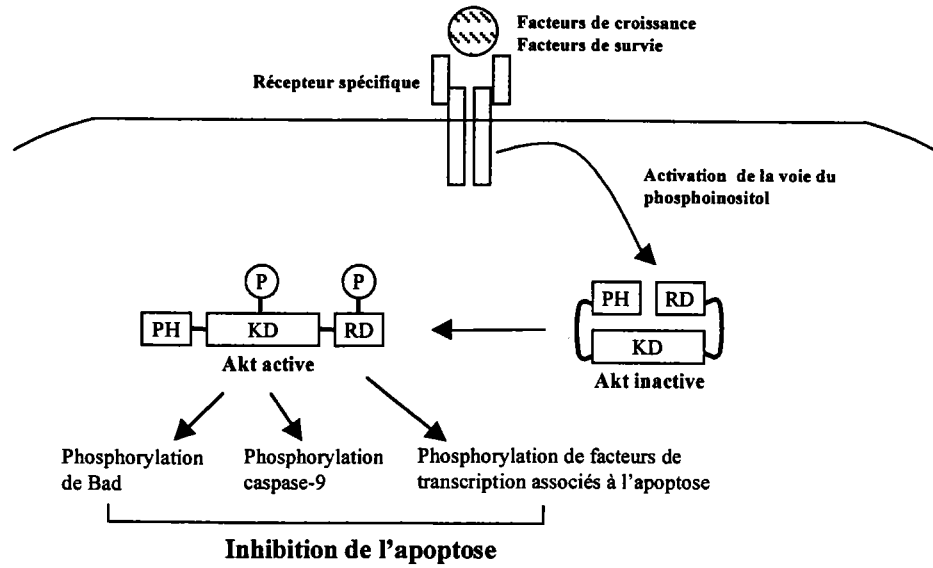 Facteurs de croissance
Facteurs de survie
Récepteur spécifique
Activation de la voie du
phosphoinositol
P
P
PH
KD
RD
Akt active
PH
RD
KD
Akt inactive
Phosphorylation
de Bad
Phosphorylation
caspase-9
Phosphorylation de facteurs de
transcription associés à l'apoptose
Inhibition de l'apoptose